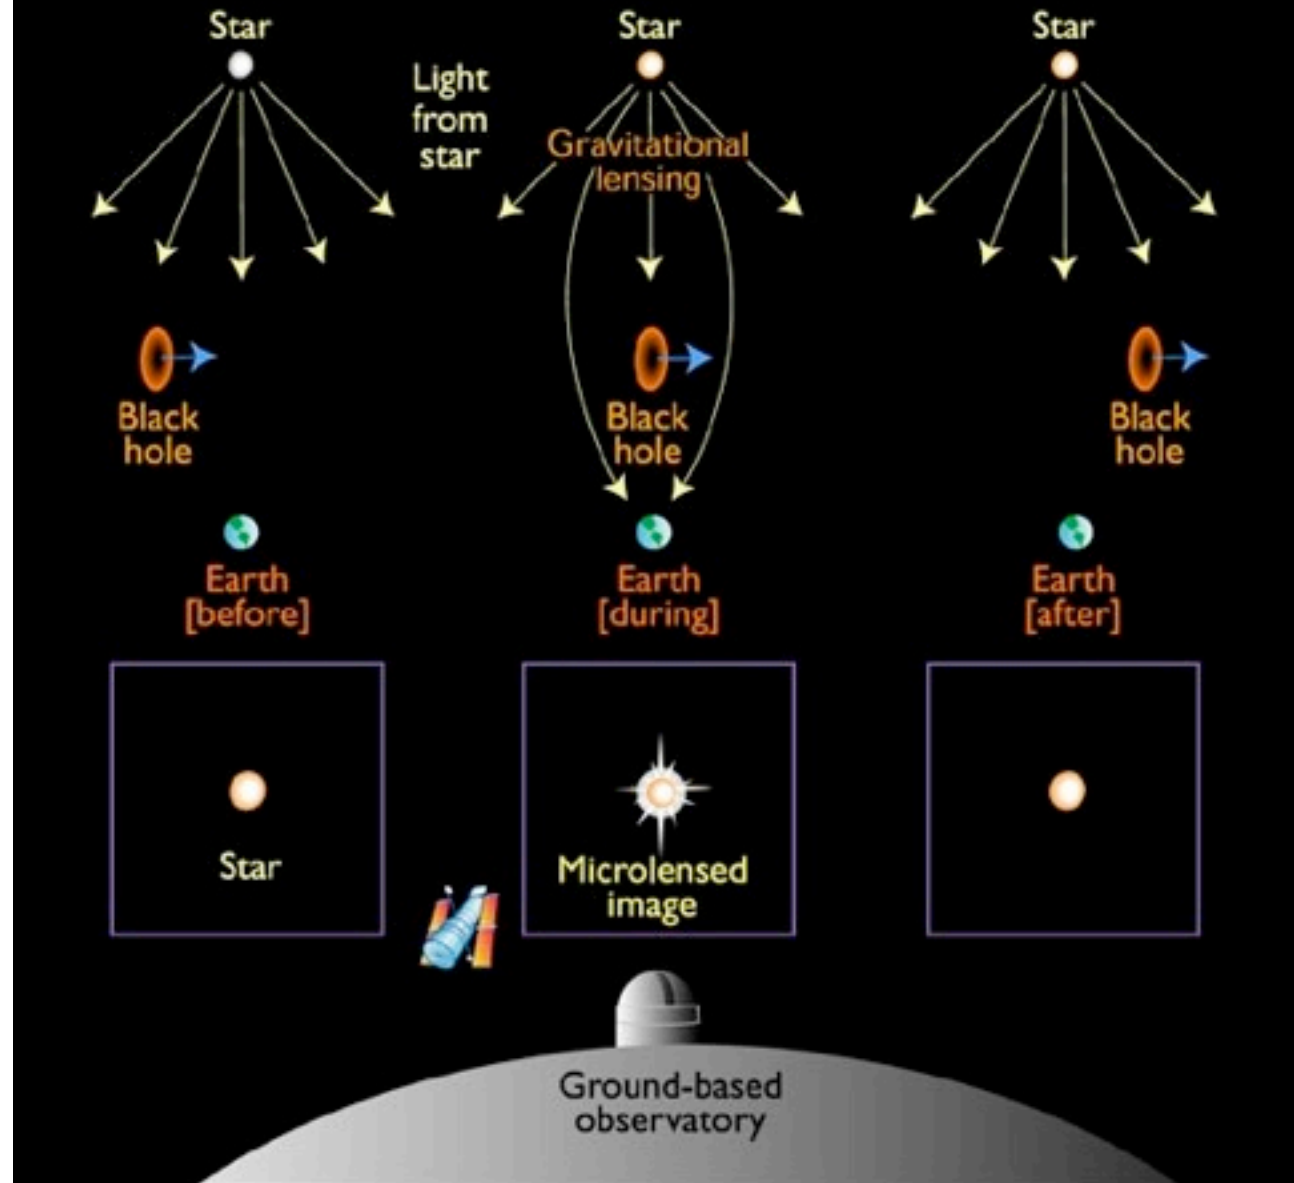 Star
Star
Star
Light
from
star
Gravitational
lensing
Black
hole
Black
hole
Black
hole
Earth
[before]
Earth
[during]
Earth
[after]
Star
Microlensed
image
Ground-based
observatory